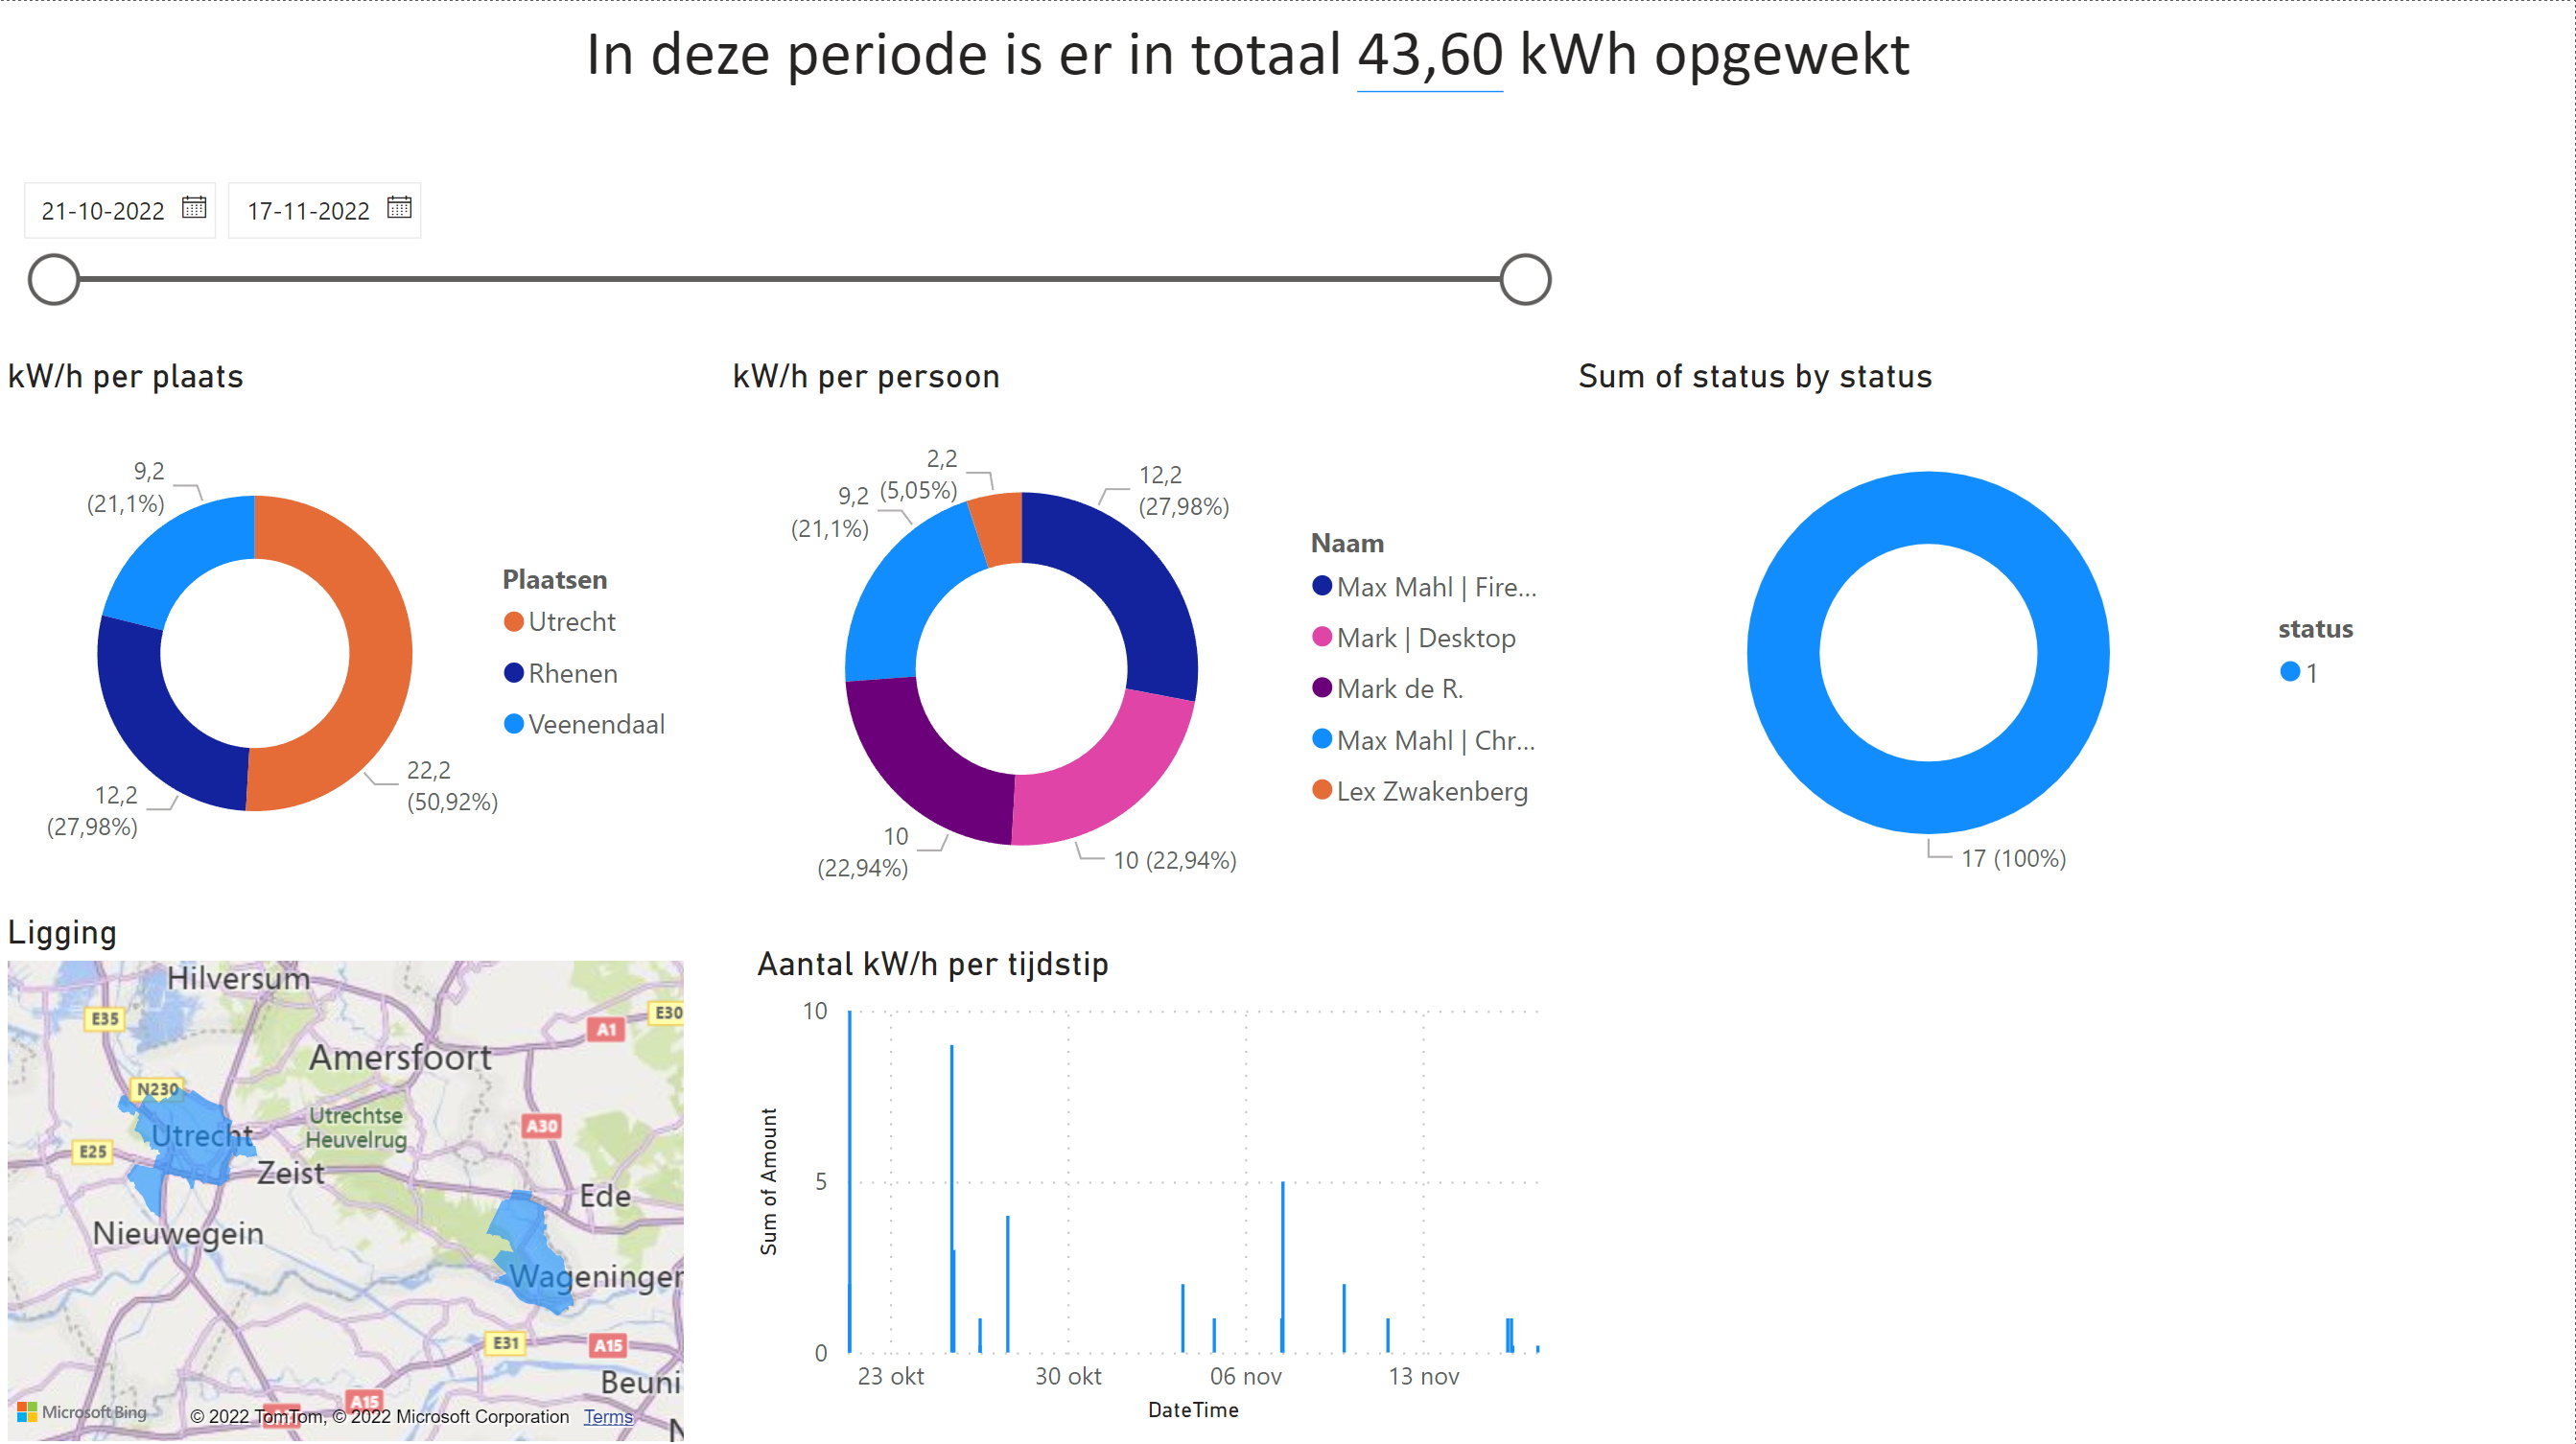 In deze periode is er in totaal 43,60 kWh opgewekt
21-10-2022
17-11-2022
kW/h per plaats
9,2
(21,1%)
12,2
(27,98%)
22,2
(50,92%)
Plaatsen
Utrecht
Rhenen
Veenendaal
kW/h per persoon
2,2
(5,05%)
9,2
(21,1%)
12,2
(27,98%)
10
(22,94%)
10 (22,94%)
Naam
Max Mahl | Fire...
Mark | Desktop
Mark de R.
Max Mahl | Chr...
Lex Zwakenberg
Sum of status by status
17 (100%)
status
1
Ligging
Hilversum
E35
E30
A1
Amersfoort
N230
Utrechtse
Heuvelrug
A30
Utrecht
E25
Zeist
Ede
Nieuwegein
Wageninger
E31
A15
Beuni
A15
N
Microsoft Bing
© 2022 TomTom, © 2022 Microsoft Corporation Terms
Aantal kW/h per tijdstip
Sum of Amount
10
5
0
23 okt
30 okt
06 nov
13 nov
DateTime